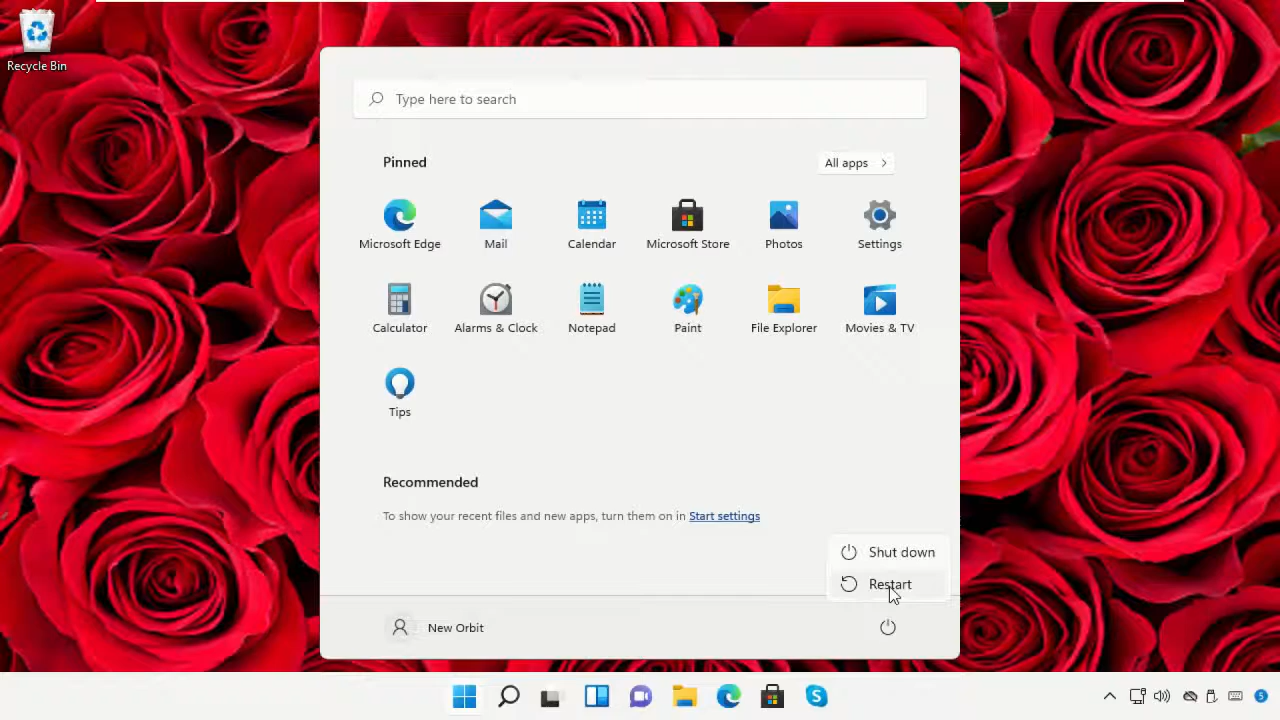 Recycle Bin
Type here to search
Pinned
All apps
Microsoft Edge
Mail
Calendar
Microsoft Store
Photos
Settings
Calculator
Alarms & Clock
Notepad
Paint
File Explorer
Movies & TV
Tips
Recommended
To show your recent files and new apps, turn them on in Start settings
Shut down
Restart
New Orbit
S
5